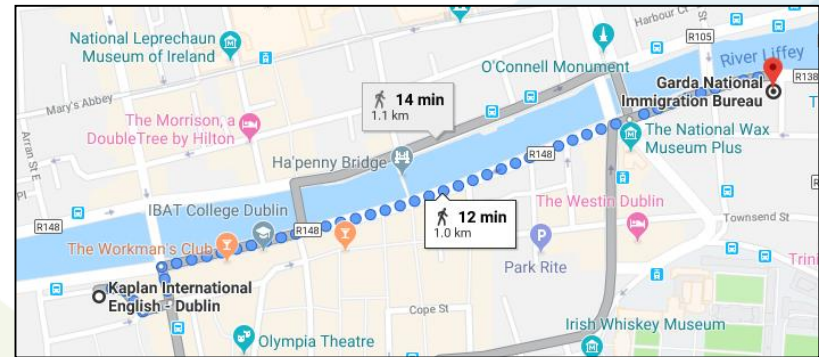 Harbour Ct
St
R105
National Leprechaun
Museum of Ireland
O'Connell Monument
River Liffey
Garda National
Immigration Bureau
R138
Mary's Abbey
14 min
1.1 km
The Morrison, a
DoubleTree by Hilton
Arran St E
Pl
T
The National Wax
Museum Plus
Ha'penny Bridge
R148
IBAT College Dublin
12 min
1.0 km
The Westin Dublin
R148
R148
Townsend St
The Workman's Club
P
Park Rite
Trini
Kaplan International
English - Dublin
Cope St
Olympia Theatre
Irish Whiskey Museum